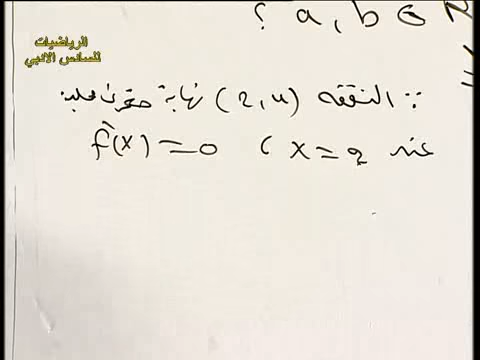 الرياضيات
للسادس الادبي
a, b ∈ R ؟
∵ النقطة (2,4) نهاية صغرى محلية
عند x = 2 ، f'(x) = 0